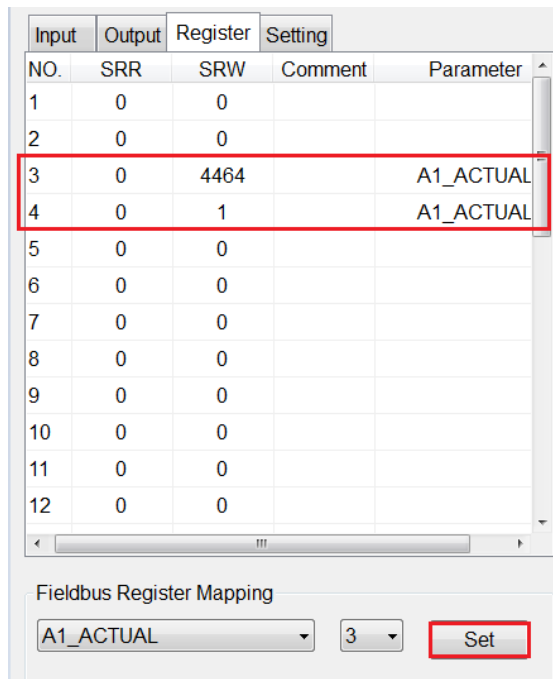 Input Output Register Setting
NO. SRR SRW Comment Parameter
1 0 0
2 0 0
3 0 4464 A1_ACTUAL
4 0 1 A1_ACTUAL
5 0 0
6 0 0
7 0 0
8 0 0
9 0 0
10 0 0
11 0 0
12 0 0
Fieldbus Register Mapping
A1_ACTUAL 3 Set